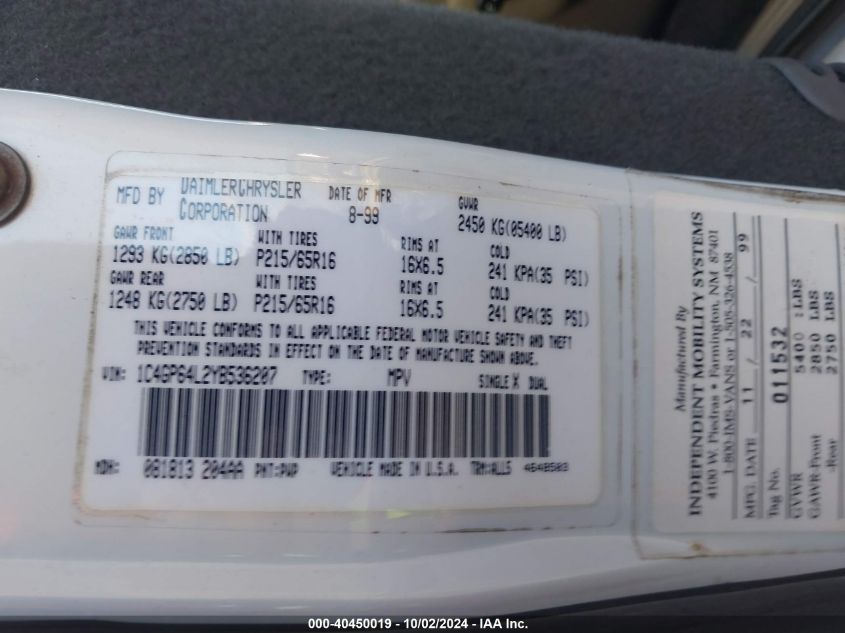 MFD BY DAIMLERCHRYSLER CORPORATION DATE OF MFR 8-99 GVWR 2450 KG(05400 LB)
GAWR FRONT WITH TIRES RIMS AT COLD
1293 KG(2850 LB) P215/65R16 16X6.5 241 KPA(35 PSI)
GAWR REAR WITH TIRES RIMS AT COLD
1248 KG(2750 LB) P215/65R16 16X6.5 241 KPA(35 PSI)
THIS VEHICLE CONFORMS TO ALL APPLICABLE FEDERAL MOTOR VEHICLE SAFETY AND THEFT
PREVENTION STANDARDS IN EFFECT ON THE DATE OF MANUFACTURE SHOWN ABOVE.
VIN: 1C4GP64L2YB536207 TYPE: MPV SINGLE X DUAL
MDH: 081813 204AA PNT:PWP VEHICLE MADE IN U.S.A. TRM:ALL5 4648503
Manufactured By
INDEPENDENT MOBILITY SYSTEMS
4100 W. Piedras • Farmington, NM 87401
1-800-IMS-VANS or 1-505-326-4538
MFG. DATE 11 / 22 / 99
Tag No. 011532
GVWR 5400 :LBS
GAWR-Front 2850 LBS
-Rear 2750 LBS
000-40450019 - 10/02/2024 - IAA Inc.